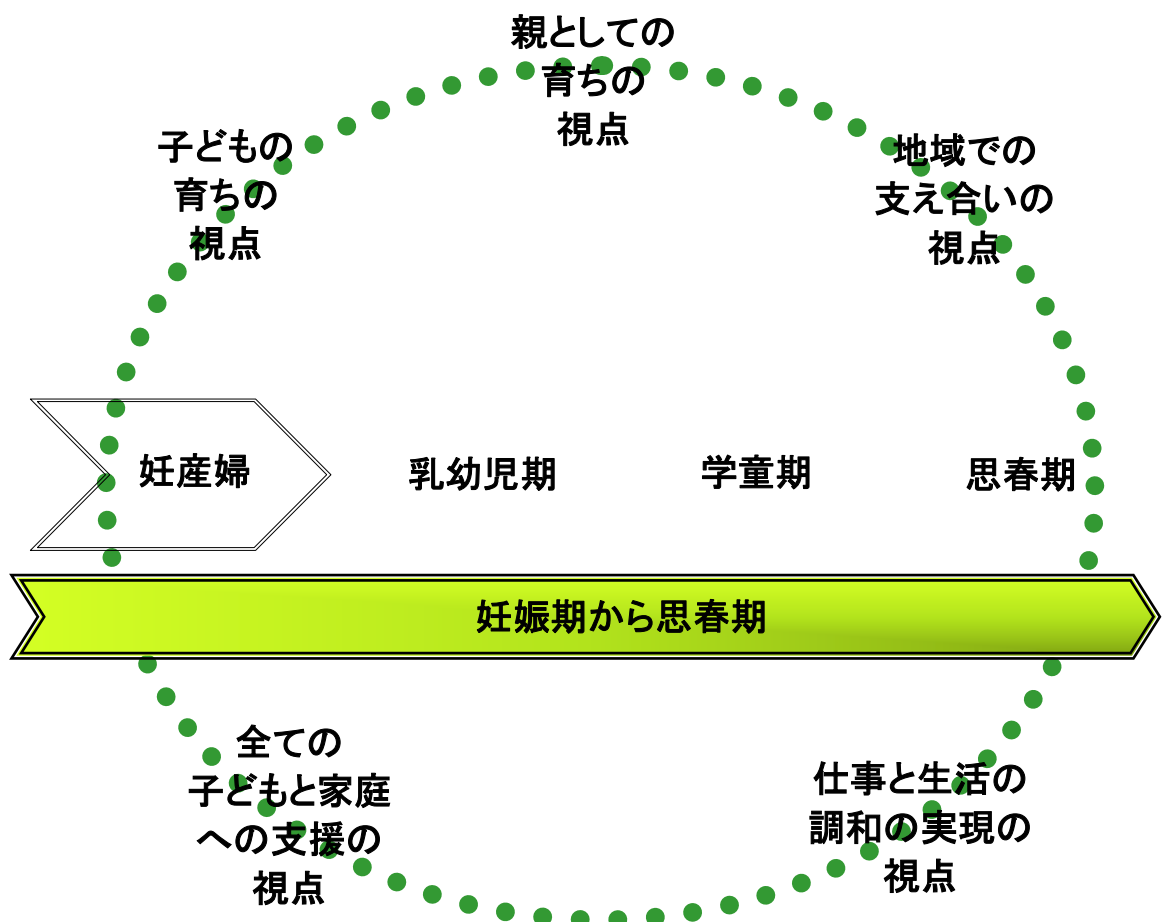 親としての
育ちの
視点
子どもの
育ちの
視点
地域での
支え合いの
視点
妊産婦
乳幼児期
学童期
思春期
妊娠期から思春期
全ての
子どもと家庭
への支援の
視点
仕事と生活の
調和の実現の
視点